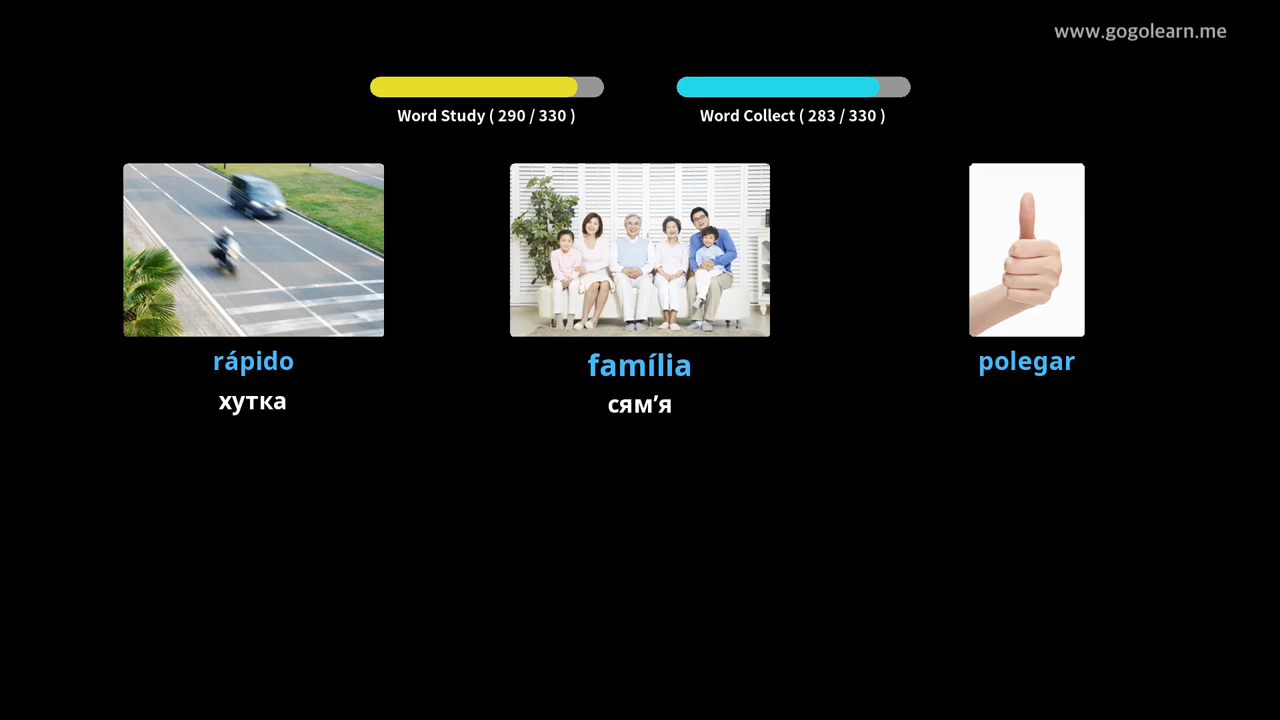 www.gogolearn.me
Word Study ( 290 / 330 )
Word Collect ( 283 / 330 )
rápido
família
polegar
хутка
сям’я